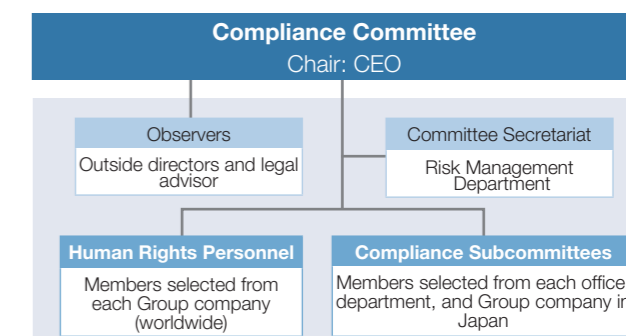 Compliance Committee
Chair: CEO
Observers
Outside directors and legal
advisor
Committee Secretariat
Risk Management
Department
Human Rights Personnel
Members selected from
each Group company
(worldwide)
Compliance Subcommittees
Members selected from each office
department, and Group company in
Japan